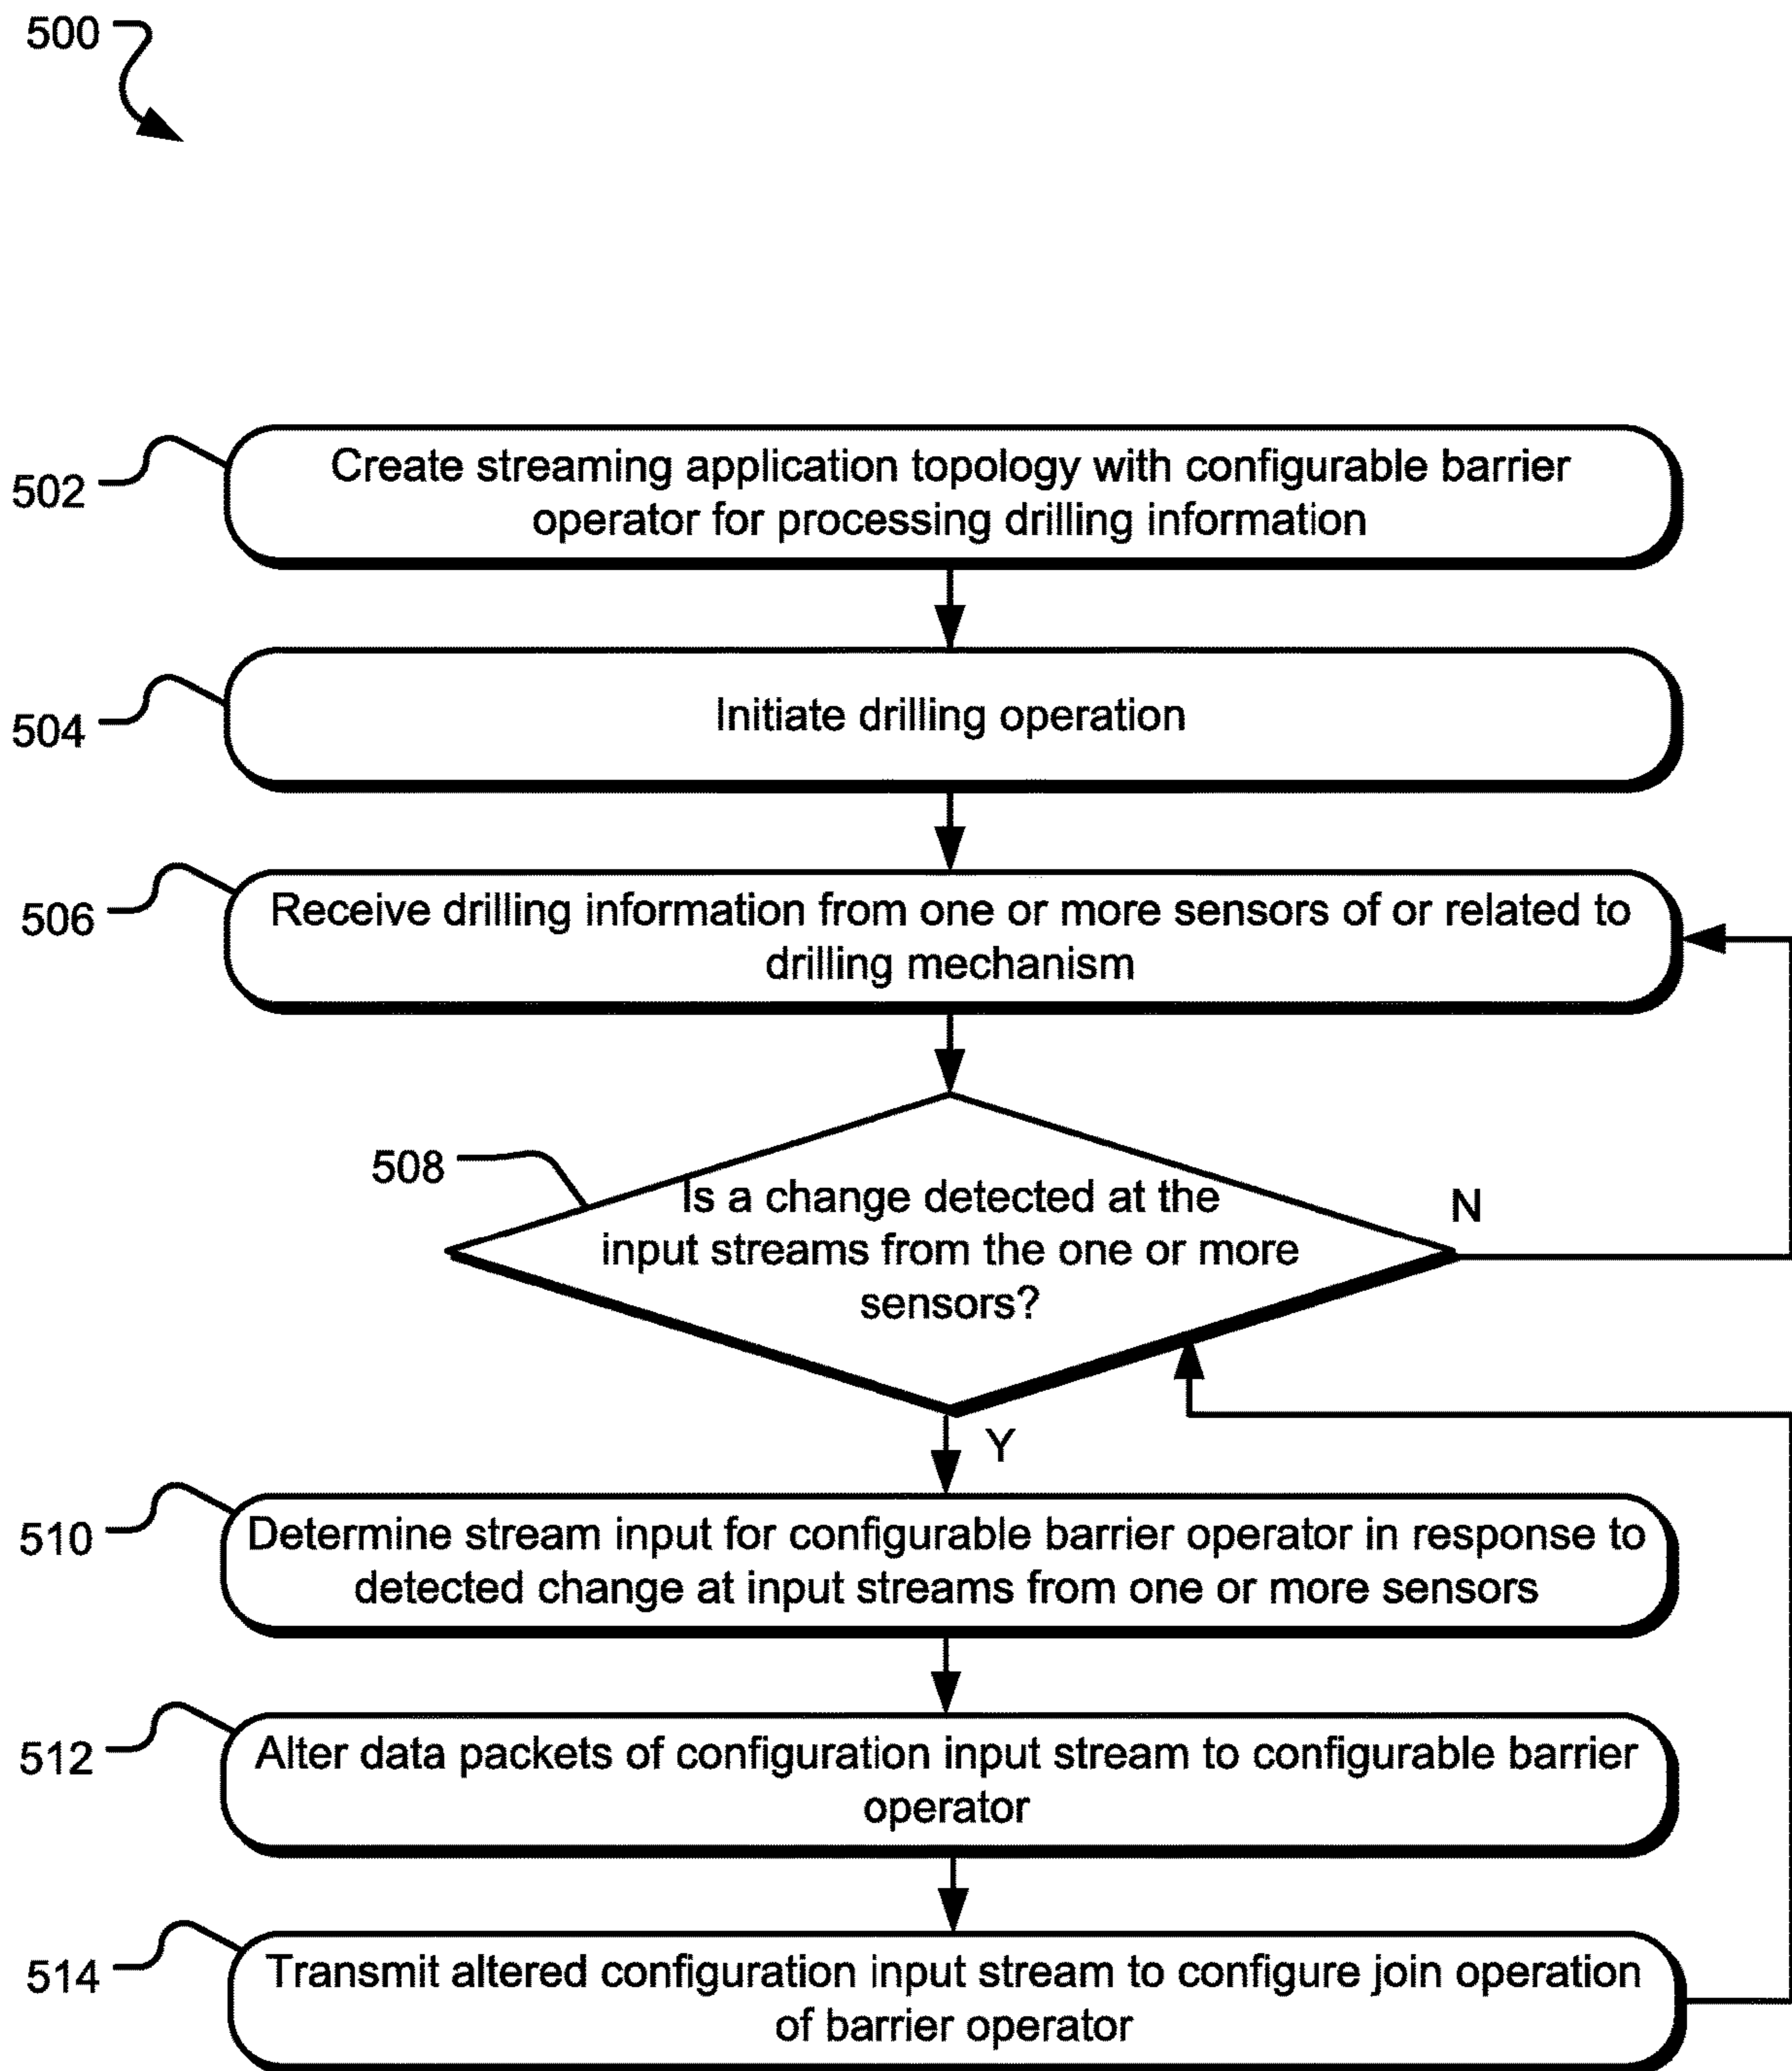 500
502
Create streaming application topology with configurable barrier
operator for processing drilling information
504
Initiate drilling operation
506
Receive drilling information from one or more sensors of or related to
drilling mechanism
508
Is a change detected at the
input streams from the one or more
sensors?
N
Y
510
Determine stream input for configurable barrier operator in response to
detected change at input streams from one or more sensors
512
Alter data packets of configuration input stream to configurable barrier
operator
514
Transmit altered configuration input stream to configure join operation
of barrier operator